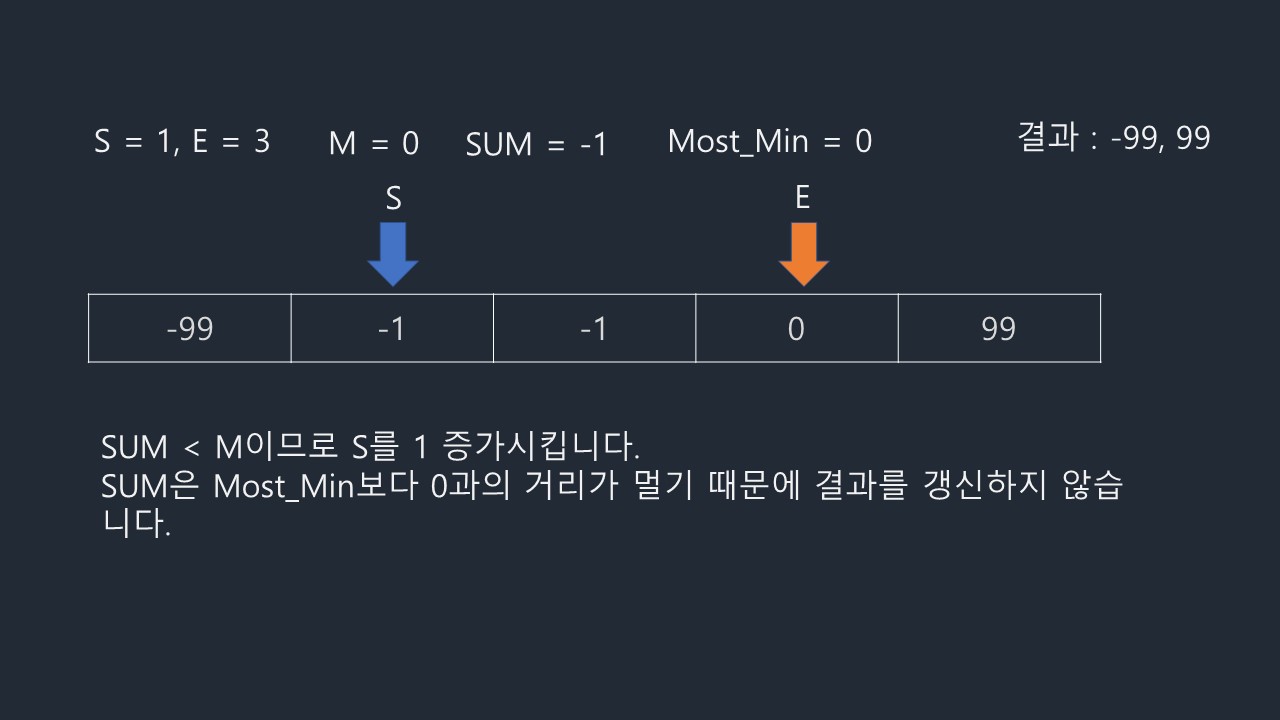 S = 1, E = 3 M = 0 SUM = -1 Most_Min = 0 결과 : -99, 99
S E
-99 -1 -1 0 99
SUM < M이므로 S를 1 증가시킵니다.
SUM은 Most_Min보다 0과의 거리가 멀기 때문에 결과를 갱신하지 않습
니다.